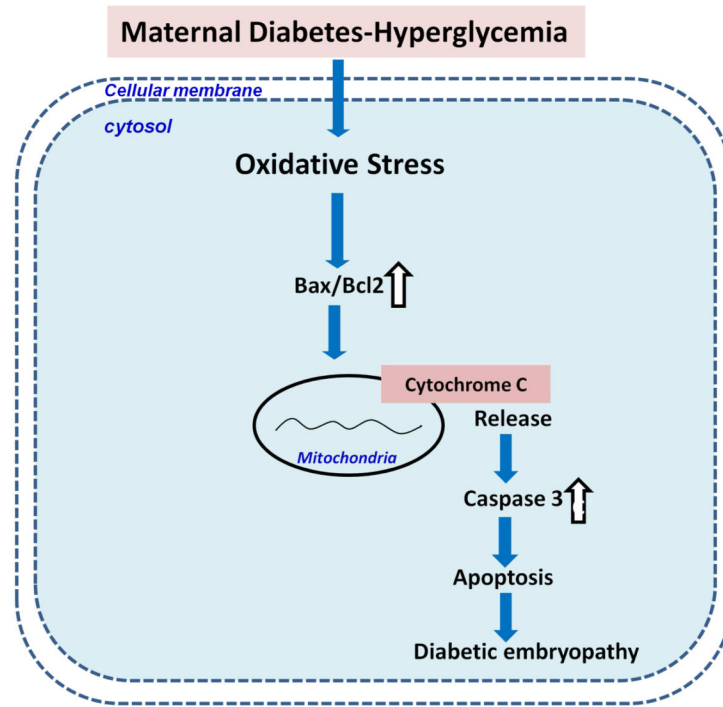 Maternal Diabetes-Hyperglycemia
Cellular membrane
cytosol
Oxidative Stress
Bax/Bcl2
Cytochrome C
Release
Mitochondria
Caspase 3
Apoptosis
Diabetic embryopathy